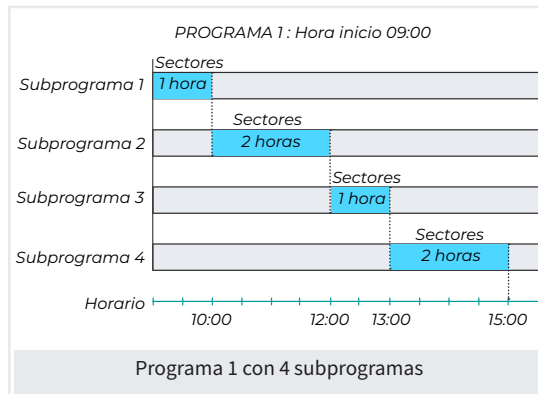 PROGRAMA 1 : Hora inicio 09:00
Sectores
Subprograma 1
1 hora
Sectores
Subprograma 2
2 horas
Sectores
Subprograma 3
1 hora
Sectores
Subprograma 4
2 horas
Horario
10:00 12:00 13:00 15:00
Programa 1 con 4 subprogramas